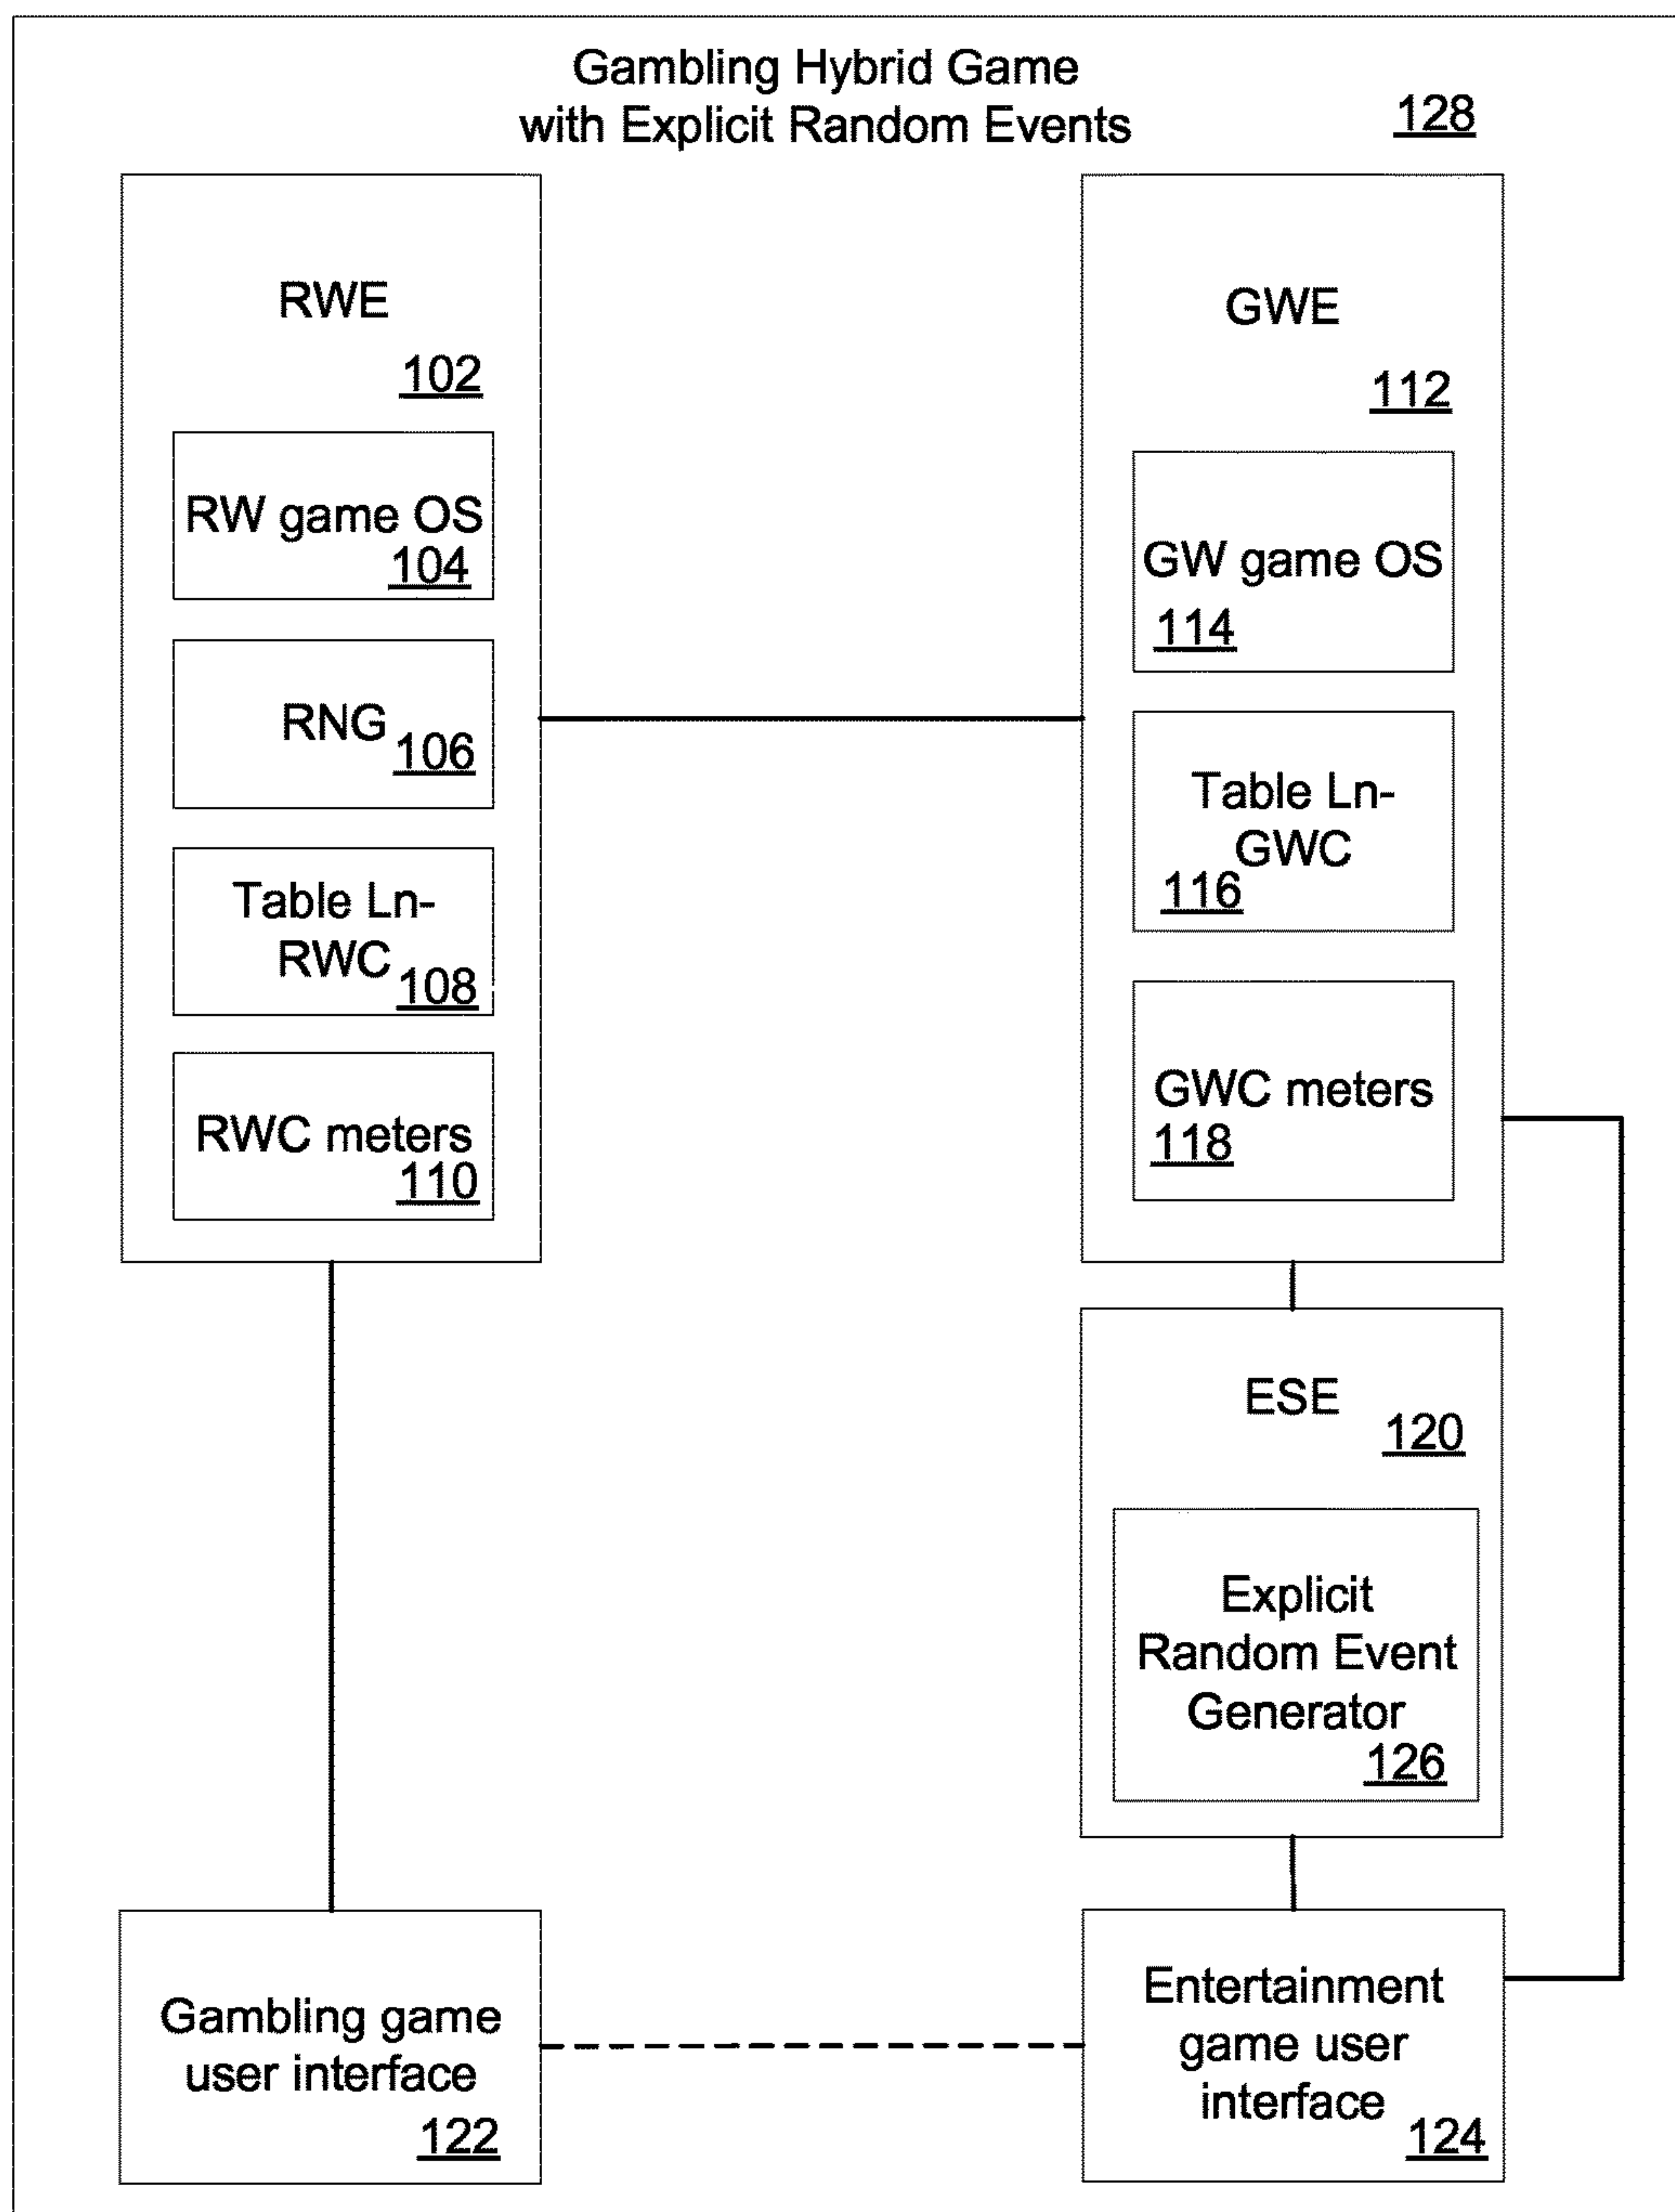 Gambling Hybrid Game
with Explicit Random Events
128
RWE
102
RW game OS
104
RNG
106
Table Ln-
RWC
108
RWC meters
110
GWE
112
GW game OS
114
Table Ln-
GWC
116
GWC meters
118
ESE
120
Explicit
Random Event
Generator
126
Gambling game
user interface
122
Entertainment
game user
interface
124